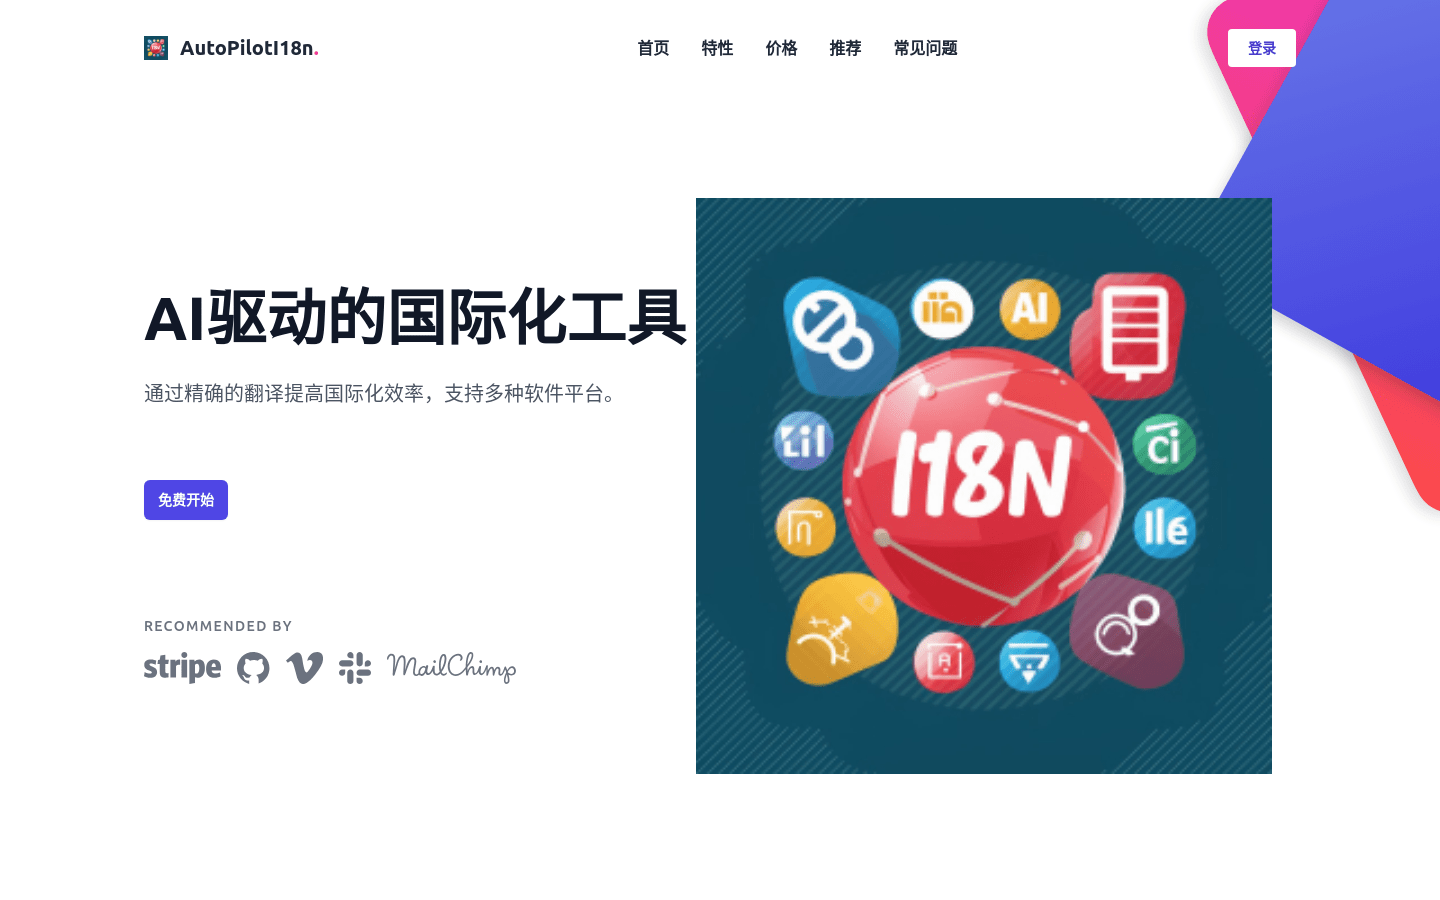 AutoPilotI18n.
首页
特性
价格
推荐
常见问题
登录
AI驱动的国际化工具
通过精确的翻译提高国际化效率，支持多种软件平台。
免费开始
RECOMMENDED BY
stripe
MailChimp
AI
I18N
Ci